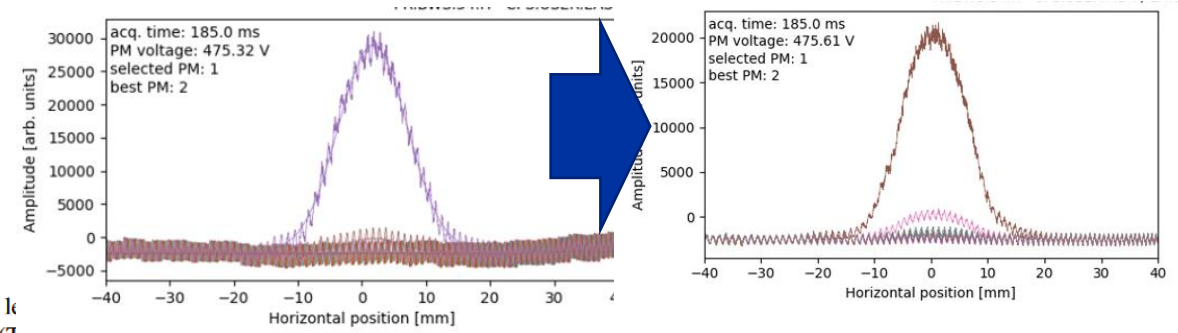 acq. time: 185.0 ms
PM voltage: 475.32 V
selected PM: 1
best PM: 2
30000
25000
20000
15000
10000
5000
0
−5000
Amplitude [arb. units]
−40 −30 −20 −10 0 10 20 30
Horizontal position [mm]
acq. time: 185.0 ms
PM voltage: 475.61 V
selected PM: 1
best PM: 2
20000
10000
5000
0
−40 −30 −20 −10 0 10 20 30 40
Horizontal position [mm]